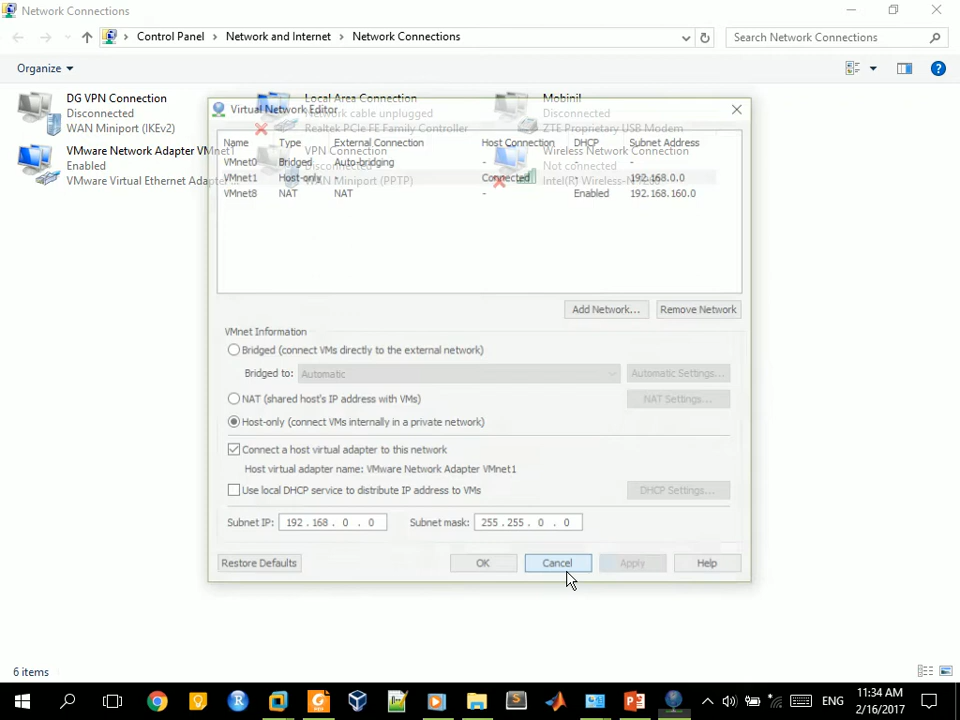 Network Connections
Control Panel
Network and Internet
Network Connections
Search Network Connections
Organize
DG VPN Connection
Disconnected
WAN Miniport (IKEv2)
Local Area Connection
Network cable unplugged
Realtek PCIe FE Family Controller
Mobinil
Disconnected
ZTE Proprietary USB Modem
VMware Network Adapter VMnet1
Enabled
VMware Virtual Ethernet Adapter
VPN Connection
Disconnected
WAN Miniport (PPTP)
Wireless Network Connection
Not connected
Intel(R) Wireless-N
Virtual Network Editor
Name Type External Connection Host Connection DHCP Subnet Address
VMnet0 Bridged Auto-bridging - - -
VMnet1 Host-only - Connected - 192.168.0.0
VMnet8 NAT NAT - Enabled 192.168.160.0
Add Network... Remove Network
VMnet Information
Bridged (connect VMs directly to the external network)
Bridged to: Automatic Automatic Settings...
NAT (shared host's IP address with VMs) NAT Settings...
Host-only (connect VMs internally in a private network)
Connect a host virtual adapter to this network
Host virtual adapter name: VMware Network Adapter VMnet1
Use local DHCP service to distribute IP address to VMs DHCP Settings...
Subnet IP: 192 . 168 . 0 . 0 Subnet mask: 255 . 255 . 0 . 0
Restore Defaults OK Cancel Apply Help
6 items
ENG
11:34 AM
2/16/2017